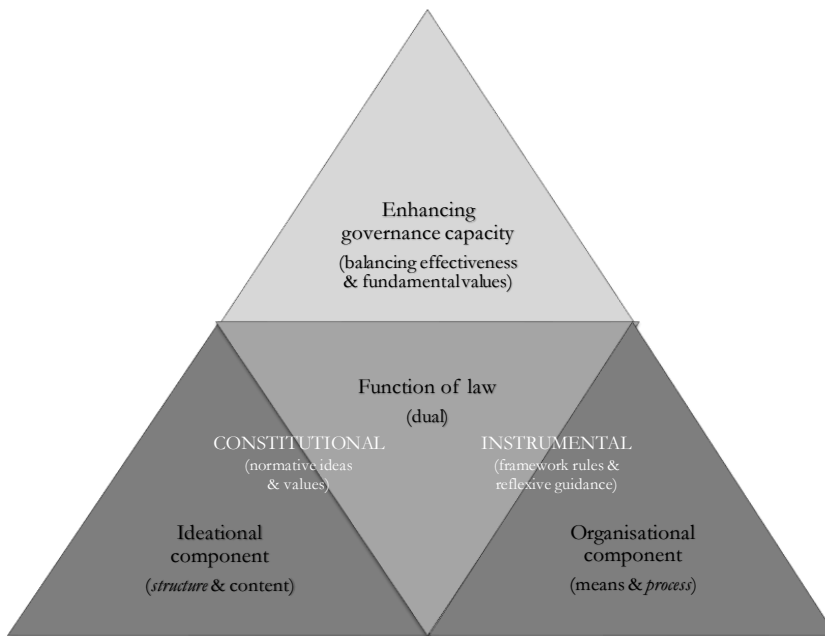 Enhancing
governance capacity
(balancing effectiveness
& fundamental values)
Function of law
(dual)
CONSTITUTIONAL
(normative ideas
& values)
INSTRUMENTAL
(framework rules &
reflexive guidance)
Ideational
component
(structure & content)
Organisational
component
(means & process)